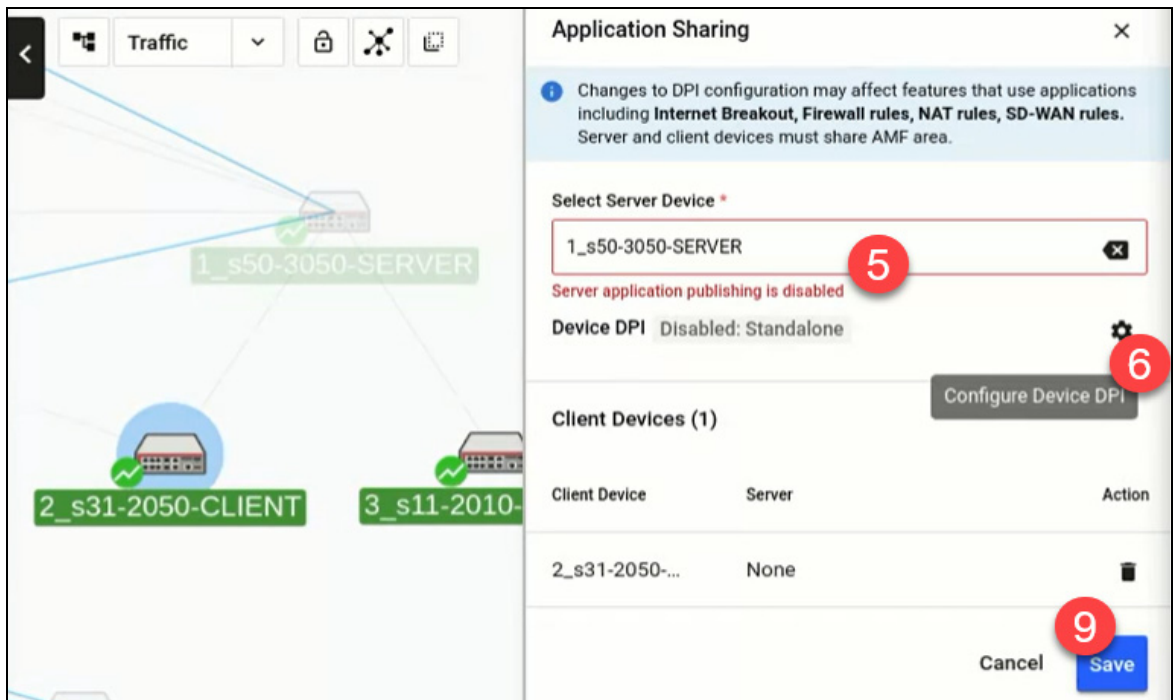 Traffic
1_s50-3050-SERVER
2_s31-2050-CLIENT
3_s11-2010-
Application Sharing
Changes to DPI configuration may affect features that use applications
including Internet Breakout, Firewall rules, NAT rules, SD-WAN rules.
Server and client devices must share AMF area.
Select Server Device *
1_s50-3050-SERVER
5
Server application publishing is disabled
Device DPI Disabled: Standalone
6
Configure Device DPI
Client Devices (1)
Client Device Server Action
2_s31-2050-... None
9
Cancel Save